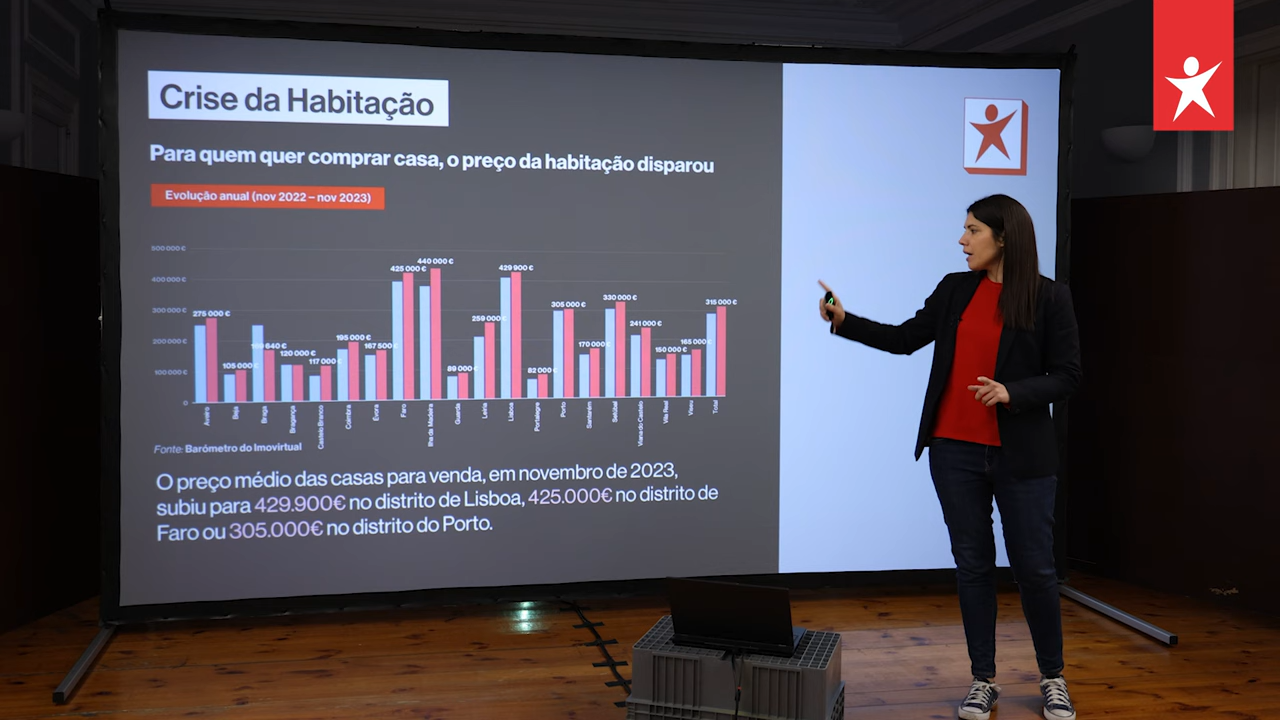 Crise da Habitação
Para quem quer comprar casa, o preço da habitação disparou
Evolução anual (nov 2022 – nov 2023)
500 000 €
400 000 €
300 000 €
200 000 €
100 000 €
0
275 000 €
105 000 €
640 €
120 000 €
117 000 €
195 000 €
167 500 €
425 000 €
440 000 €
89 000 €
259 000 €
429 900 €
82 000 €
305 000 €
170 000 €
330 000 €
241 000 €
150 000 €
165 000 €
315 000 €
Aveiro
Beja
Braga
Bragança
Castelo Branco
Coimbra
Évora
Faro
Ilha da Madeira
Guarda
Leiria
Lisboa
Portalegre
Porto
Santarém
Setúbal
Viana do Castelo
Vila Real
Viseu
Total
Fonte: Barómetro do Imovirtual
O preço médio das casas para venda, em novembro de 2023,
subiu para 429.900€ no distrito de Lisboa, 425.000€ no distrito de
Faro ou 305.000€ no distrito do Porto.